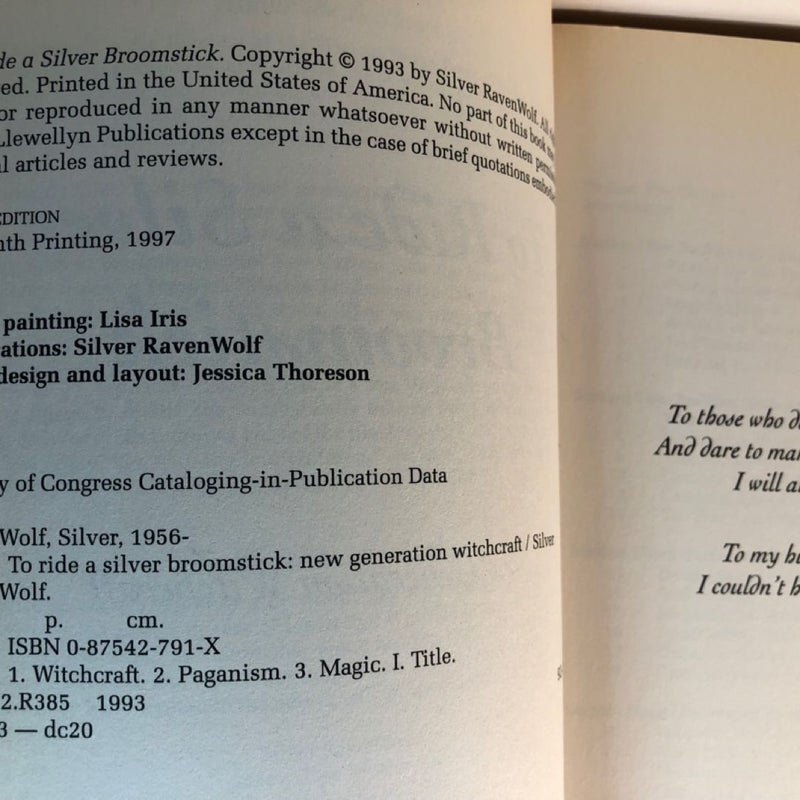 de a Silver Broomstick. Copyright © 1993 by Silver RavenWolf. All
ed. Printed in the United States of America. No part of this book
or reproduced in any manner whatsoever without written
Llewellyn Publications except in the case of brief quotations
l articles and reviews.
EDITION
nth Printing, 1997
painting: Lisa Iris
ations: Silver RavenWolf
design and layout: Jessica Thoreson
y of Congress Cataloging-in-Publication Data
Wolf, Silver, 1956-
To ride a silver broomstick: new generation witchcraft / Silver
Wolf.
p. cm.
ISBN 0-87542-791-X
1. Witchcraft. 2. Paganism. 3. Magic. I. Title.
2.R385 1993
3 — dc20
To those who d
And dare to ma
I will a
To my h
I couldn't h